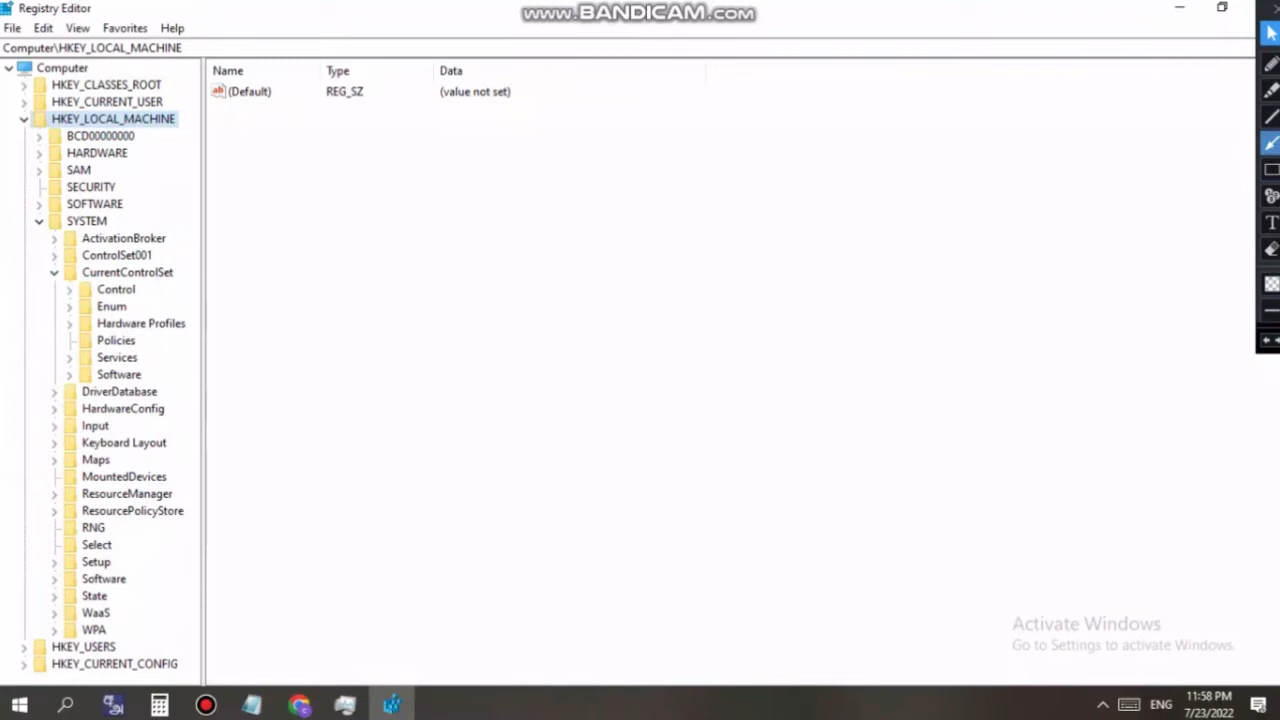 Registry Editor
www.BANDICAM.com
File Edit View Favorites Help
Computer\HKEY_LOCAL_MACHINE
Computer
HKEY_CLASSES_ROOT
HKEY_CURRENT_USER
HKEY_LOCAL_MACHINE
BCD00000000
HARDWARE
SAM
SECURITY
SOFTWARE
SYSTEM
ActivationBroker
ControlSet001
CurrentControlSet
Control
Enum
Hardware Profiles
Policies
Services
Software
DriverDatabase
HardwareConfig
Input
Keyboard Layout
Maps
MountedDevices
ResourceManager
ResourcePolicyStore
RNG
Select
Setup
Software
State
WaaS
WPA
HKEY_USERS
HKEY_CURRENT_CONFIG
Name Type Data
ab (Default) REG_SZ (value not set)
T
Activate Windows
Go to Settings to activate Windows.
ENG
11:58 PM
7/23/2022